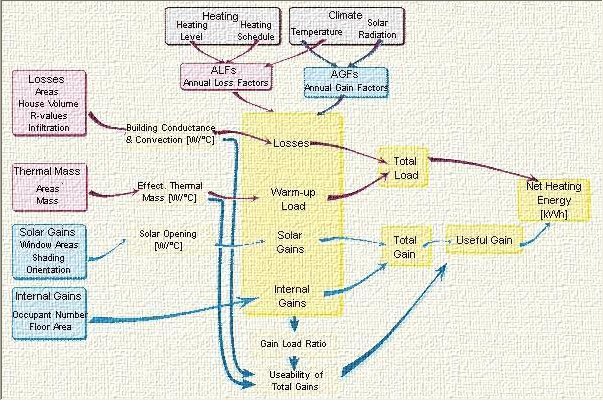 Heating
Heating
Level
Heating
Schedule
Climate
Temperature
Solar
Radiation
ALFs
Annual Loss Factors
AGFs
Annual Gain Factors
Losses
Areas
House Volume
R-values
Infiltration
Building Conductance
& Convection [W/°C]
Losses
Total
Load
Thermal Mass
Areas
Mass
Effect. Thermal
Mass [W/°C]
Warm-up
Load
Net Heating
Energy
[kWh]
Solar Gains
Window Areas
Shading
Orientation
Solar Opening
[W/°C]
Solar
Gains
Total
Gain
Useful Gain
Internal Gains
Occupant Number
Floor Area
Internal
Gains
Gain Load Ratio
Useability of
Total Gains